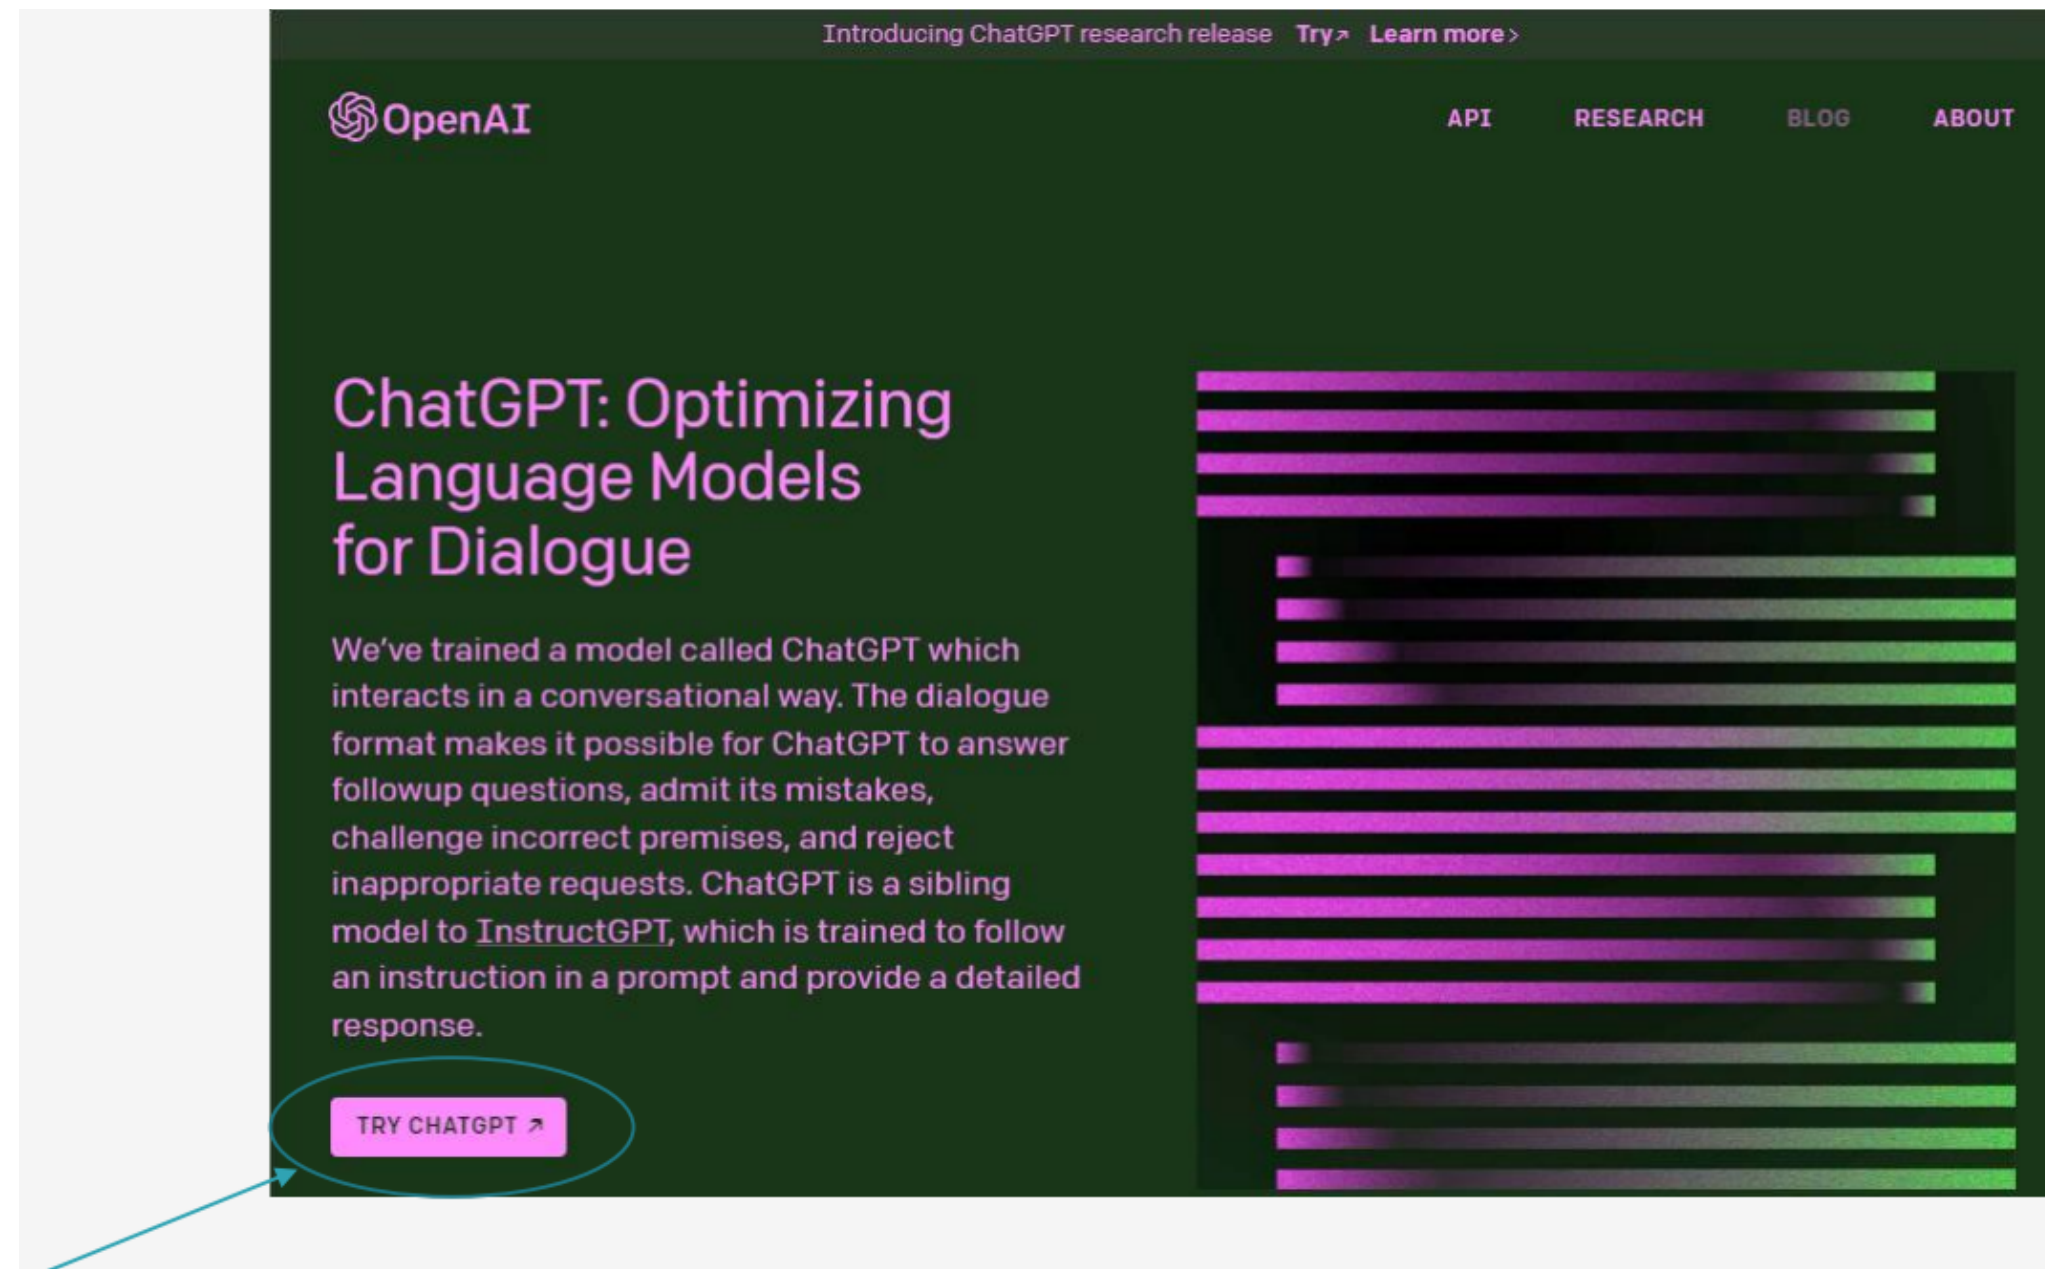 Introducing ChatGPT research release Try↗ Learn more>
OpenAI
API RESEARCH BLOG ABOUT
ChatGPT: Optimizing
Language Models
for Dialogue
We’ve trained a model called ChatGPT which
interacts in a conversational way. The dialogue
format makes it possible for ChatGPT to answer
followup questions, admit its mistakes,
challenge incorrect premises, and reject
inappropriate requests. ChatGPT is a sibling
model to InstructGPT, which is trained to follow
an instruction in a prompt and provide a detailed
response.
TRY CHATGPT ↗